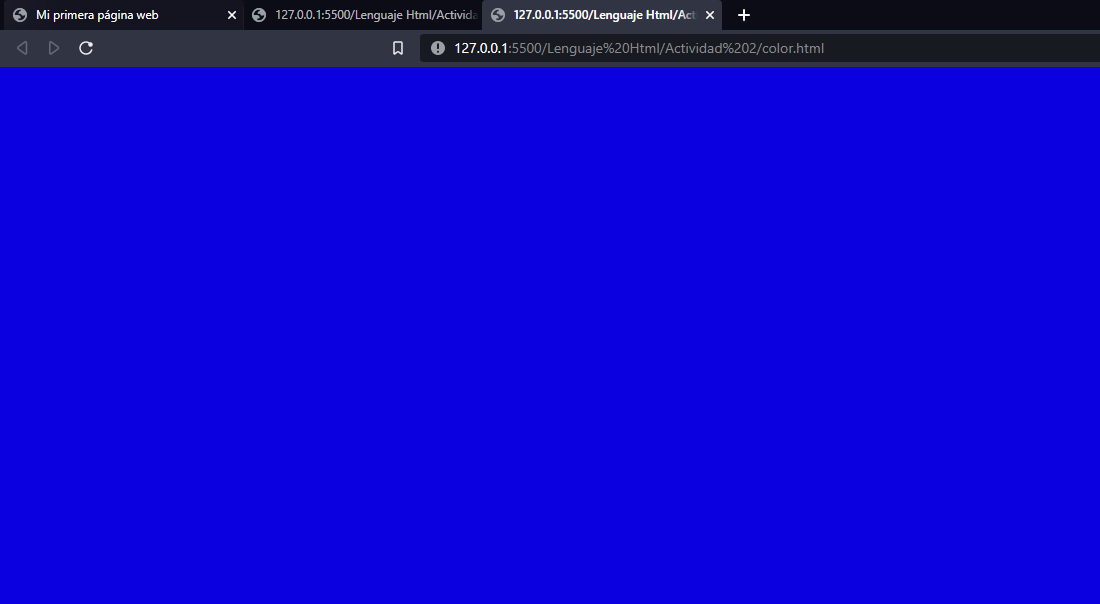 Mi primera página web
127.0.0.1:5500/Lenguaje Html/Activida
127.0.0.1:5500/Lenguaje Html/Act
127.0.0.1:5500/Lenguaje%20Html/Actividad%202/color.html